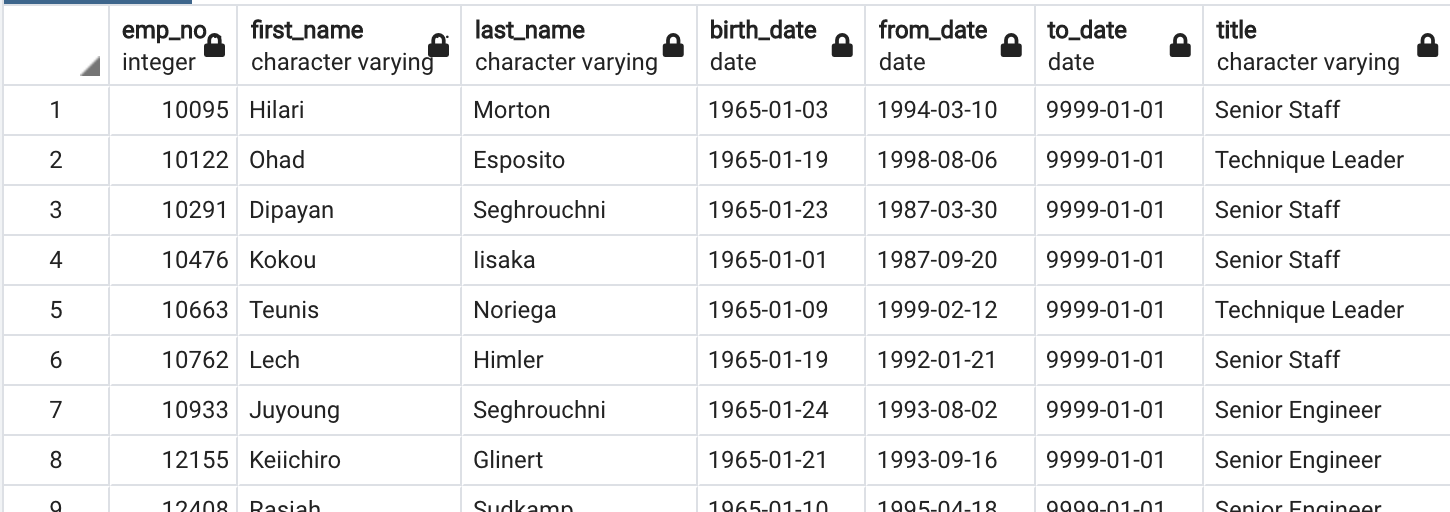 emp_no first_name last_name birth_date from_date to_date title
integer character varying character varying date date date character varying
1 10095 Hilari Morton 1965-01-03 1994-03-10 9999-01-01 Senior Staff
2 10122 Ohad Esposito 1965-01-19 1998-08-06 9999-01-01 Technique Leader
3 10291 Dipayan Seghrouchni 1965-01-23 1987-03-30 9999-01-01 Senior Staff
4 10476 Kokou Iisaka 1965-01-01 1987-09-20 9999-01-01 Senior Staff
5 10663 Teunis Noriega 1965-01-09 1999-02-12 9999-01-01 Technique Leader
6 10762 Lech Himler 1965-01-19 1992-01-21 9999-01-01 Senior Staff
7 10933 Juyoung Seghrouchni 1965-01-24 1993-08-02 9999-01-01 Senior Engineer
8 12155 Keiichiro Glinert 1965-01-21 1993-09-16 9999-01-01 Senior Engineer
9 12408 Rasiah Sudkamp 1965-01-10 1995-04-18 9999-01-01 Senior Engineer